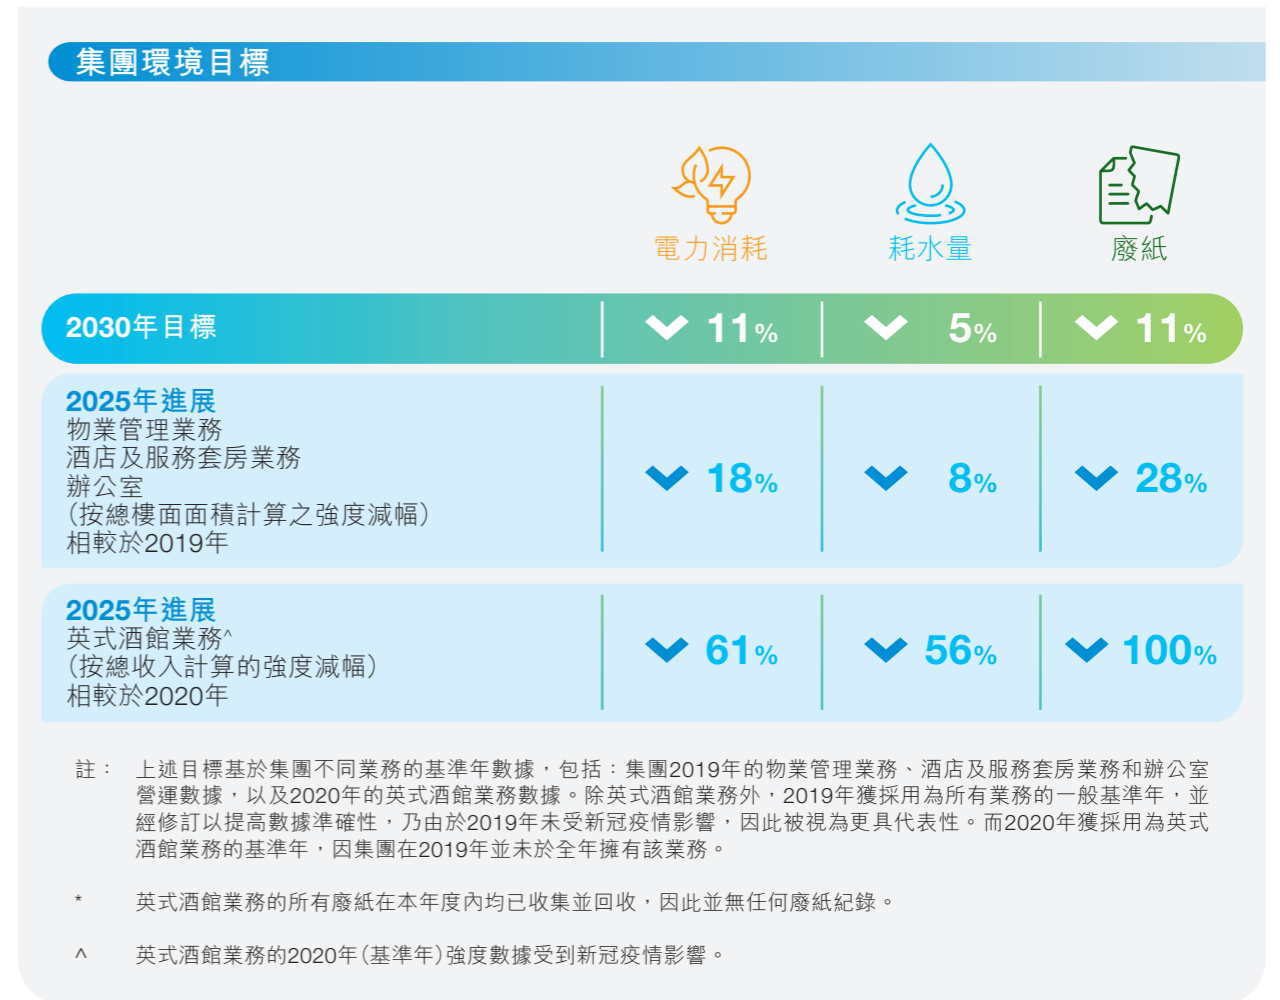 集團環境目標
電力消耗
耗水量
廢紙
2030年目標
11%
5%
11%
2025年進展
物業管理業務
酒店及服務套房業務
辦公室
（按總樓面面積計算之強度減幅）
相較於2019年
18%
8%
28%
2025年進展
英式酒館業務^
（按總收入計算的強度減幅）
相較於2020年
61%
56%
100%
註： 上述目標基於集團不同業務的基準年數據，包括：集團2019年的物業管理業務、酒店及服務套房業務和辦公室
營運數據，以及2020年的英式酒館業務數據。除英式酒館業務外，2019年獲採用為所有業務的一般基準年，並
經修訂以提高數據準確性，乃由於2019年未受新冠疫情影響，因此被視為更具代表性。而2020年獲採用為英式
酒館業務的基準年，因集團在2019年並未於全年擁有該業務。
* 英式酒館業務的所有廢紙在本年度內均已收集並回收，因此並無任何廢紙紀錄。
^ 英式酒館業務的2020年（基準年）強度數據受到新冠疫情影響。